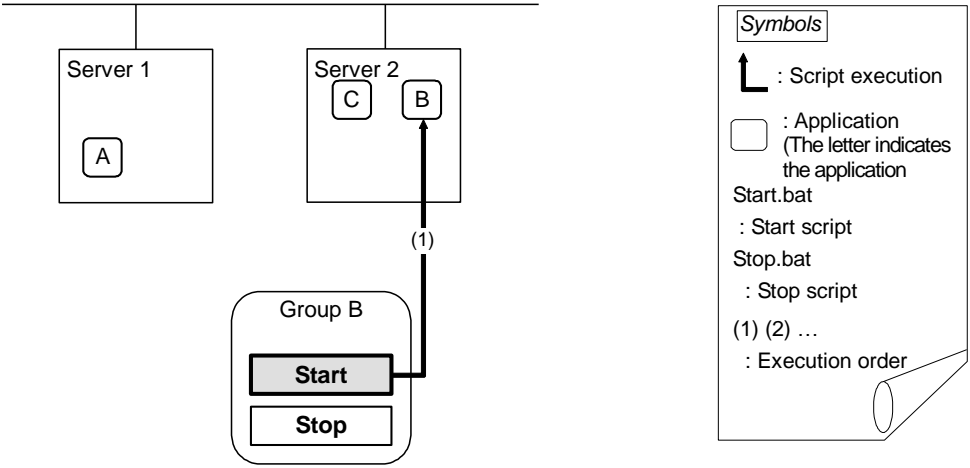 Server 1
A
Server 2
C
B
(1)
Group B
Start
Stop
Symbols
: Script execution
: Application
(The letter indicates
the application
Start.bat
: Start script
Stop.bat
: Stop script
(1) (2) …
: Execution order